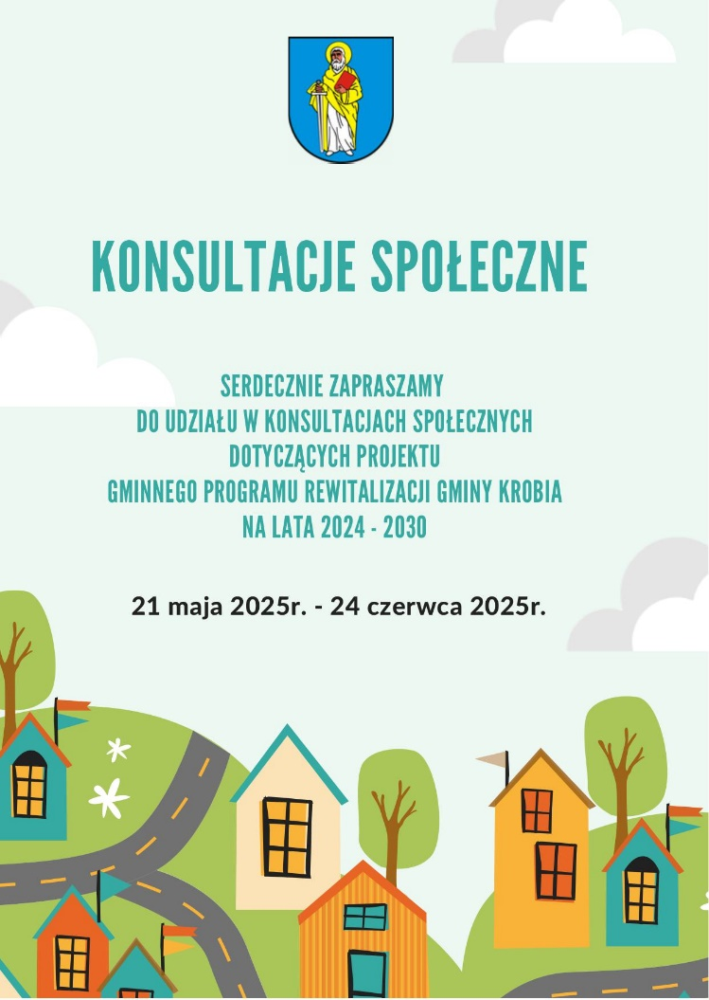 KONSULTACJE SPOŁECZNE
SERDECZNIE ZAPRASZAMY
DO UDZIAŁU W KONSULTACJACH SPOŁECZNYCH
DOTYCZĄCYCH PROJEKTU
GMINNEGO PROGRAMU REWITALIZACJI GMINY KROBIA
NA LATA 2024 - 2030
21 maja 2025r. - 24 czerwca 2025r.